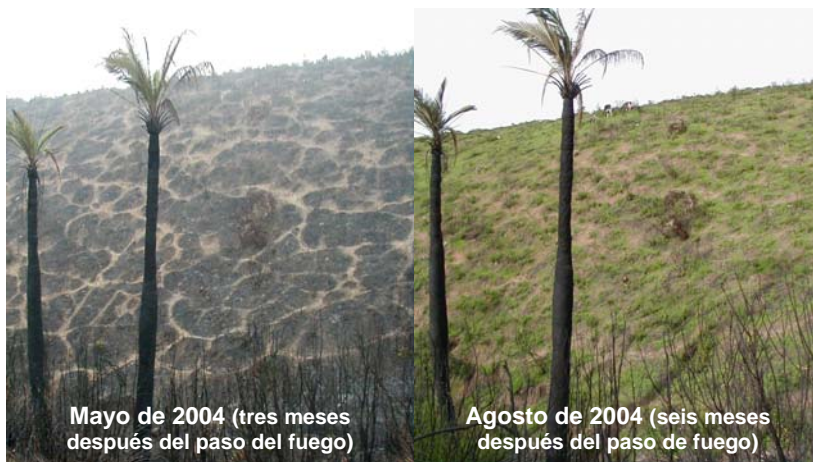 Mayo de 2004 (tres meses
después del paso del fuego)
Agosto de 2004 (seis meses
después del paso de fuego)